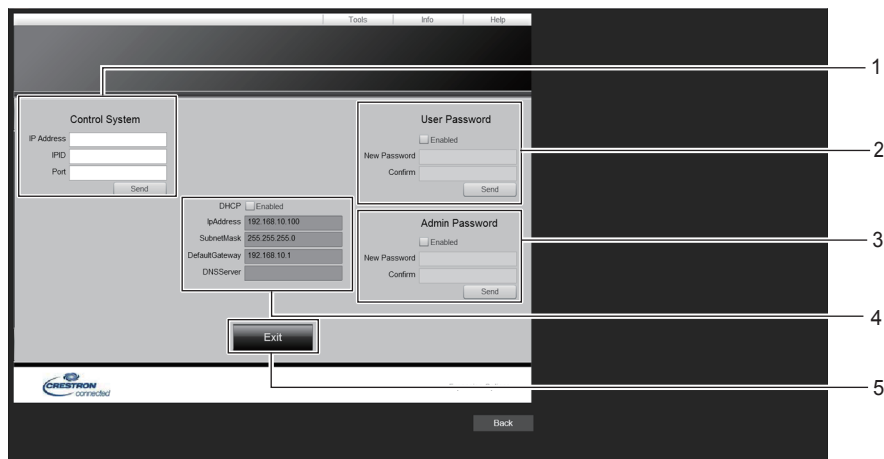 Tools Info Help
1
Control System
IP Address
IPID
Port
Send
User Password
Enabled
New Password
Confirm
Send
2
DHCP Enabled
IpAddress 192.168.10.100
SubnetMask 255.255.255.0
DefaultGateway 192.168.10.1
DNSServer
Admin Password
Enabled
New Password
Confirm
Send
3
4
Exit
5
CRESTRON
connected
Back